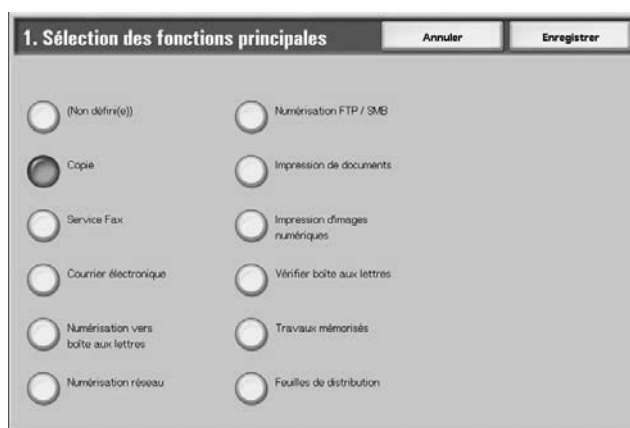 1. Sélection des fonctions principales
Annuler
Enregistrer
(Non défini(e))
Copie
Service Fax
Courrier électronique
Numérisation vers
boîte aux lettres
Numérisation réseau
Numérisation FTP / SMB
Impression de documents
Impression d'images
numériques
Vérifier boîte aux lettres
Travaux mémorisés
Feuilles de distribution